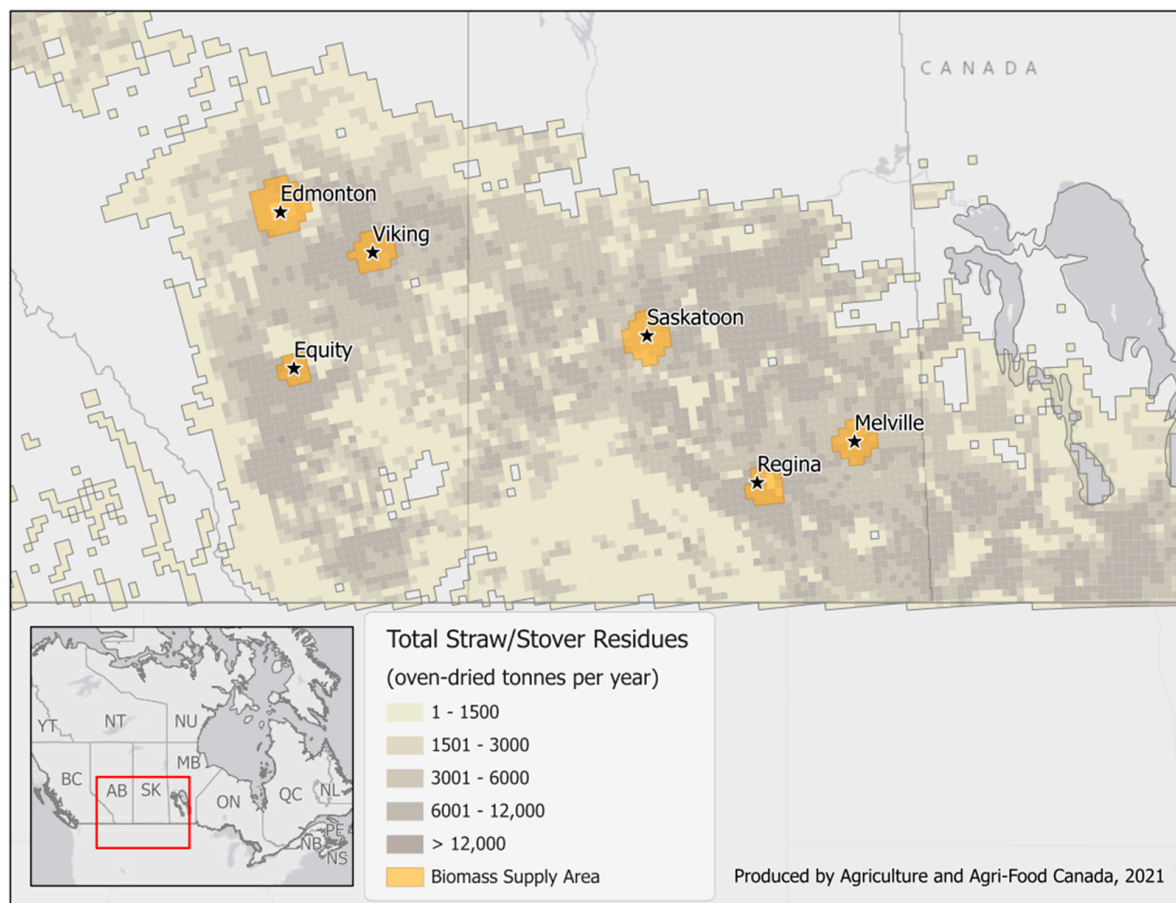 CANADA
Edmonton
Viking
Saskatoon
Equity
Melville
Regina
Total Straw/Stover Residues
(oven-dried tonnes per year)
1 - 1500
1501 - 3000
3001 - 6000
6001 - 12,000
> 12,000
Biomass Supply Area
YT
NT
NU
BC
AB
SK
MB
ON
QC
NL
PE
NB
NS
Produced by Agriculture and Agri-Food Canada, 2021